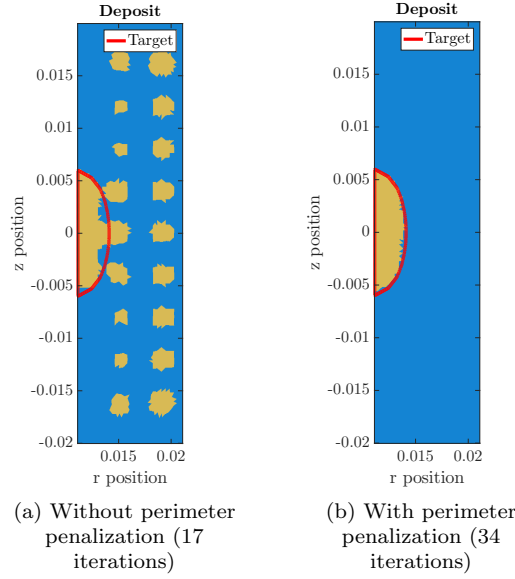 Deposit
Target
0.015
0.01
0.005
0
-0.005
-0.01
-0.015
-0.02
z position
0.015 0.02
r position
(a) Without perimeter
penalization (17
iterations)
Deposit
Target
0.015
0.01
0.005
0
-0.005
-0.01
-0.015
-0.02
z position
0.015 0.02
r position
(b) With perimeter
penalization (34
iterations)